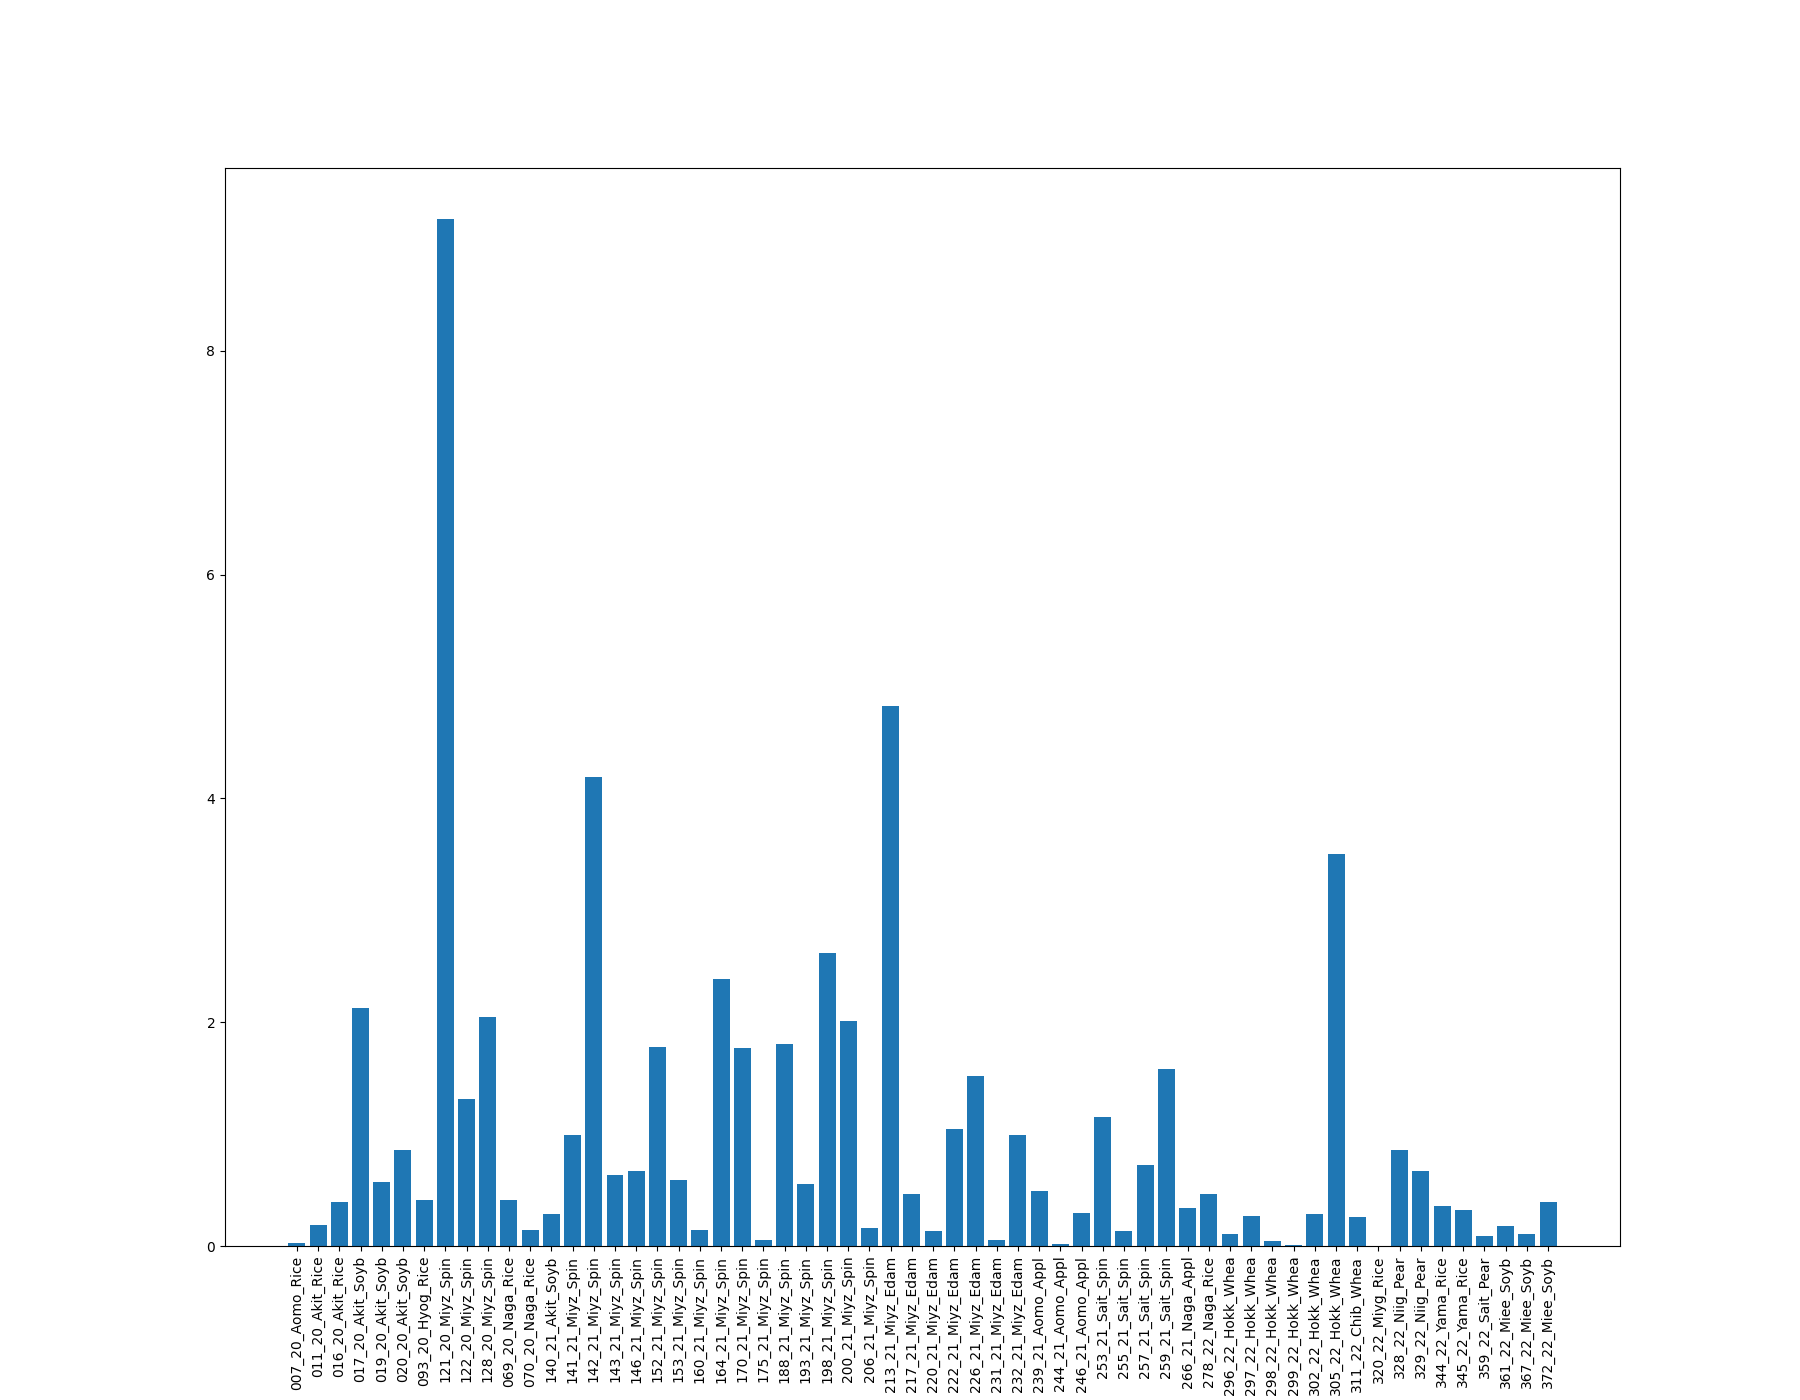 8
6
4
2
0
007_20_Aomo_Rice
011_20_Akit_Rice
016_20_Akit_Rice
017_20_Akit_Soyb
019_20_Akit_Soyb
020_20_Akit_Soyb
093_20_Hyog_Rice
121_20_Miyz_Spin
122_20_Miyz_Spin
128_20_Miyz_Spin
069_20_Naga_Rice
070_20_Naga_Rice
140_21_Akit_Soyb
141_21_Miyz_Spin
142_21_Miyz_Spin
143_21_Miyz_Spin
146_21_Miyz_Spin
152_21_Miyz_Spin
153_21_Miyz_Spin
160_21_Miyz_Spin
164_21_Miyz_Spin
170_21_Miyz_Spin
175_21_Miyz_Spin
188_21_Miyz_Spin
193_21_Miyz_Spin
198_21_Miyz_Spin
200_21_Miyz_Spin
206_21_Miyz_Spin
213_21_Miyz_Edam
217_21_Miyz_Edam
220_21_Miyz_Edam
222_21_Miyz_Edam
226_21_Miyz_Edam
231_21_Miyz_Edam
232_21_Miyz_Edam
239_21_Aomo_Appl
244_21_Aomo_Appl
246_21_Aomo_Appl
253_21_Sait_Spin
255_21_Sait_Spin
257_21_Sait_Spin
259_21_Sait_Spin
266_21_Naga_Appl
278_22_Naga_Rice
296_22_Hokk_Whea
297_22_Hokk_Whea
298_22_Hokk_Whea
299_22_Hokk_Whea
302_22_Hokk_Whea
305_22_Hokk_Whea
311_22_Chib_Whea
320_22_Miyg_Rice
328_22_Niig_Pear
329_22_Niig_Pear
344_22_Yama_Rice
345_22_Yama_Rice
359_22_Sait_Pear
361_22_Miee_Soyb
367_22_Miee_Soyb
372_22_Miee_Soyb